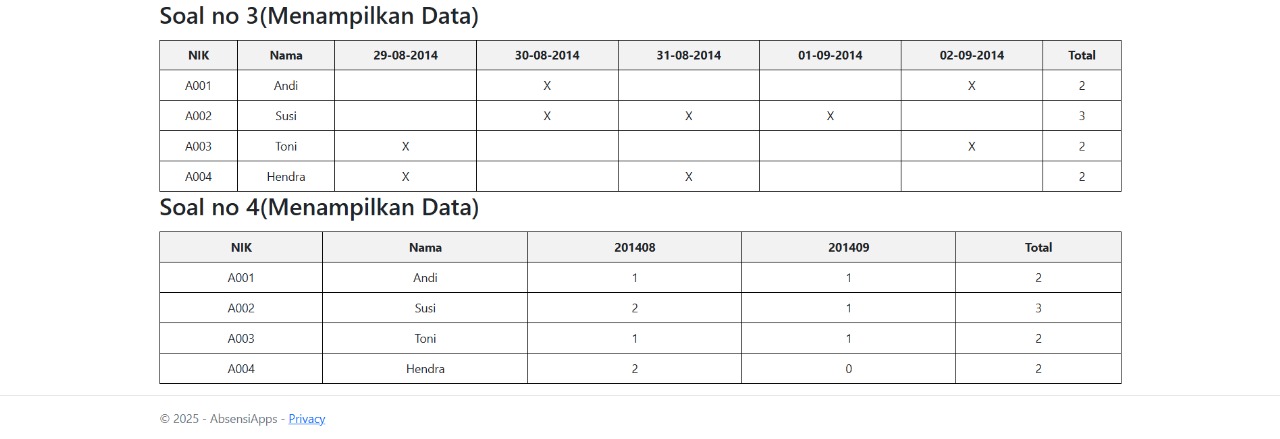 Soal no 3(Menampilkan Data)
NIK Nama 29-08-2014 30-08-2014 31-08-2014 01-09-2014 02-09-2014 Total
A001 Andi X X 2
A002 Susi X X X 3
A003 Toni X X 2
A004 Hendra X X 2
Soal no 4(Menampilkan Data)
NIK Nama 201408 201409 Total
A001 Andi 1 1 2
A002 Susi 2 1 3
A003 Toni 1 1 2
A004 Hendra 2 0 2
© 2025 - AbsensiApps - Privacy